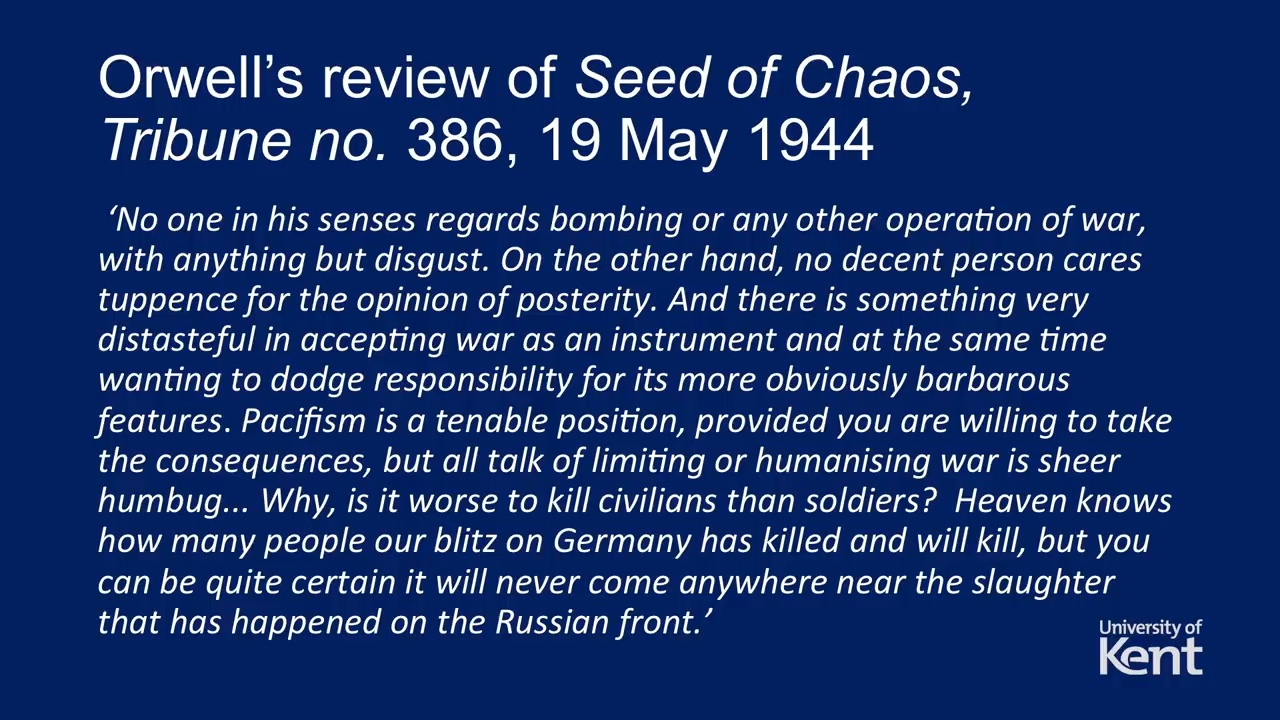 Orwell’s review of Seed of Chaos,
Tribune no. 386, 19 May 1944
‘No one in his senses regards bombing or any other operation of war,
with anything but disgust. On the other hand, no decent person cares
tuppence for the opinion of posterity. And there is something very
distasteful in accepting war as an instrument and at the same time
wanting to dodge responsibility for its more obviously barbarous
features. Pacifism is a tenable position, provided you are willing to take
the consequences, but all talk of limiting or humanising war is sheer
humbug... Why, is it worse to kill civilians than soldiers?  Heaven knows
how many people our blitz on Germany has killed and will kill, but you
can be quite certain it will never come anywhere near the slaughter
that has happened on the Russian front.’
University of
Kent